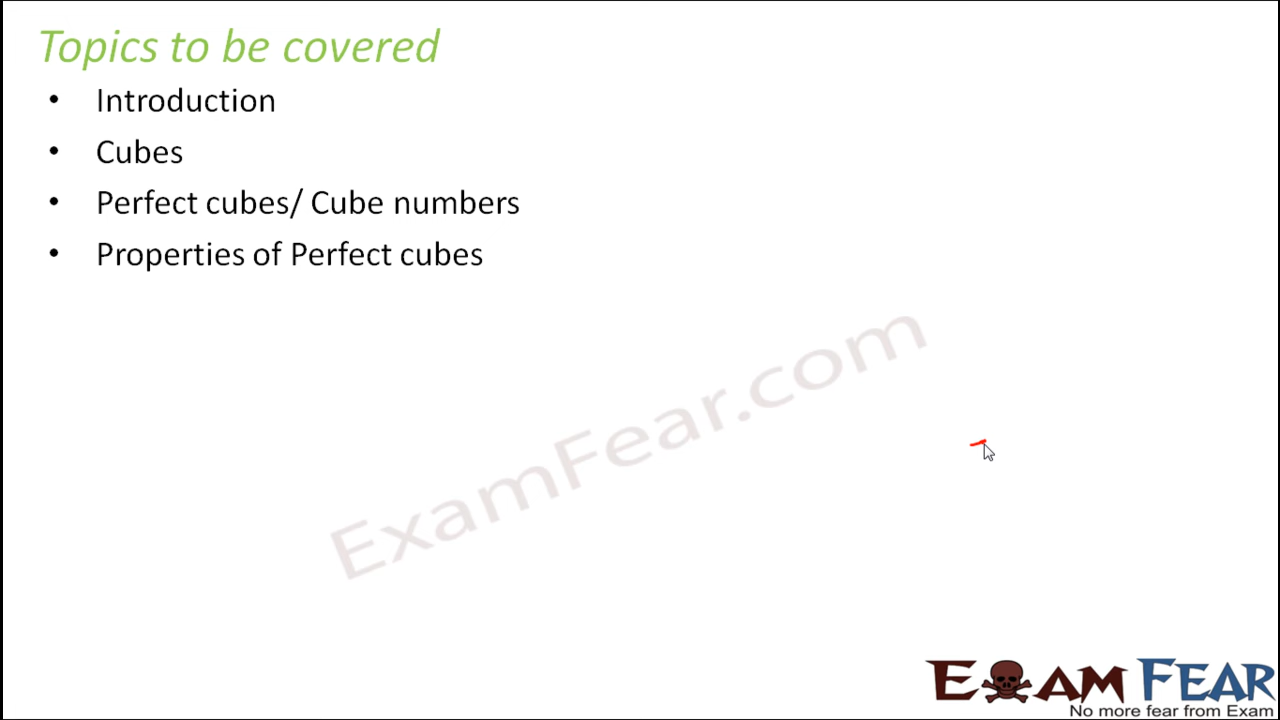 Topics to be covered
• Introduction
• Cubes
• Perfect cubes/ Cube numbers
• Properties of Perfect cubes
ExamFear.com
EXAM FEAR
No more fear from Exam